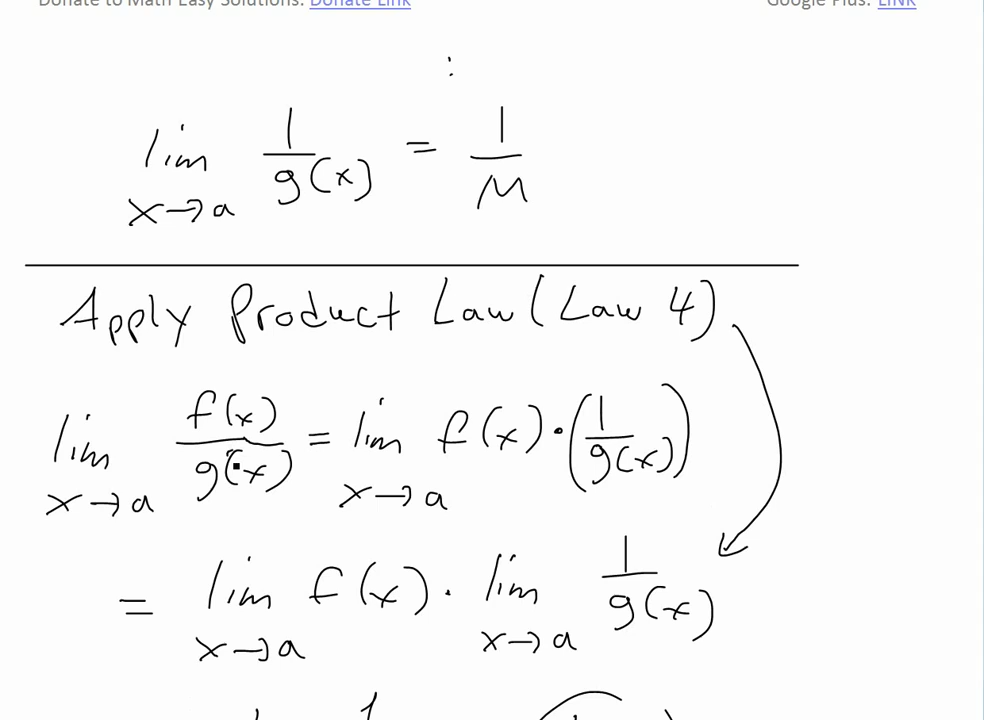 Donate to Math Easy Solutions: Donate Link
Google Plus: LINK
:
lim x→a 1/g(x) = 1/M
Apply Product Law (Law 4)
lim x→a f(x)/g(x) = lim x→a f(x)·(1/g(x))
= lim x→a f(x) · lim x→a 1/g(x)